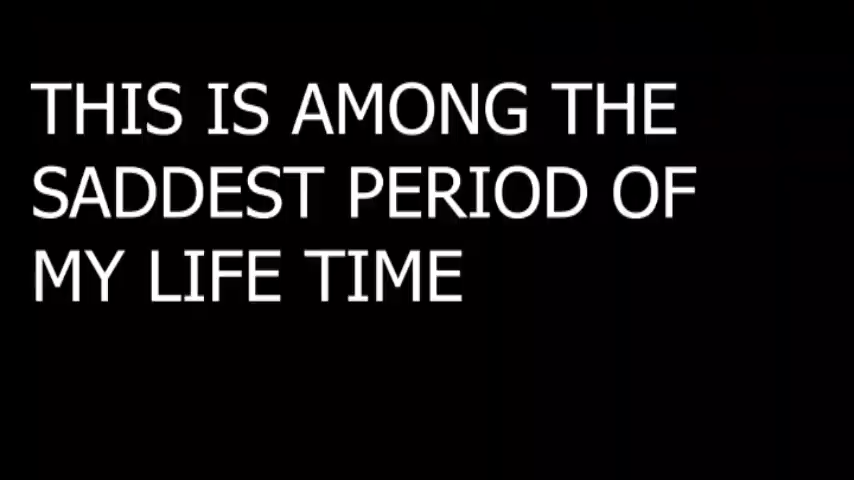 THIS IS AMONG THE
SADDEST PERIOD OF
MY LIFE TIME